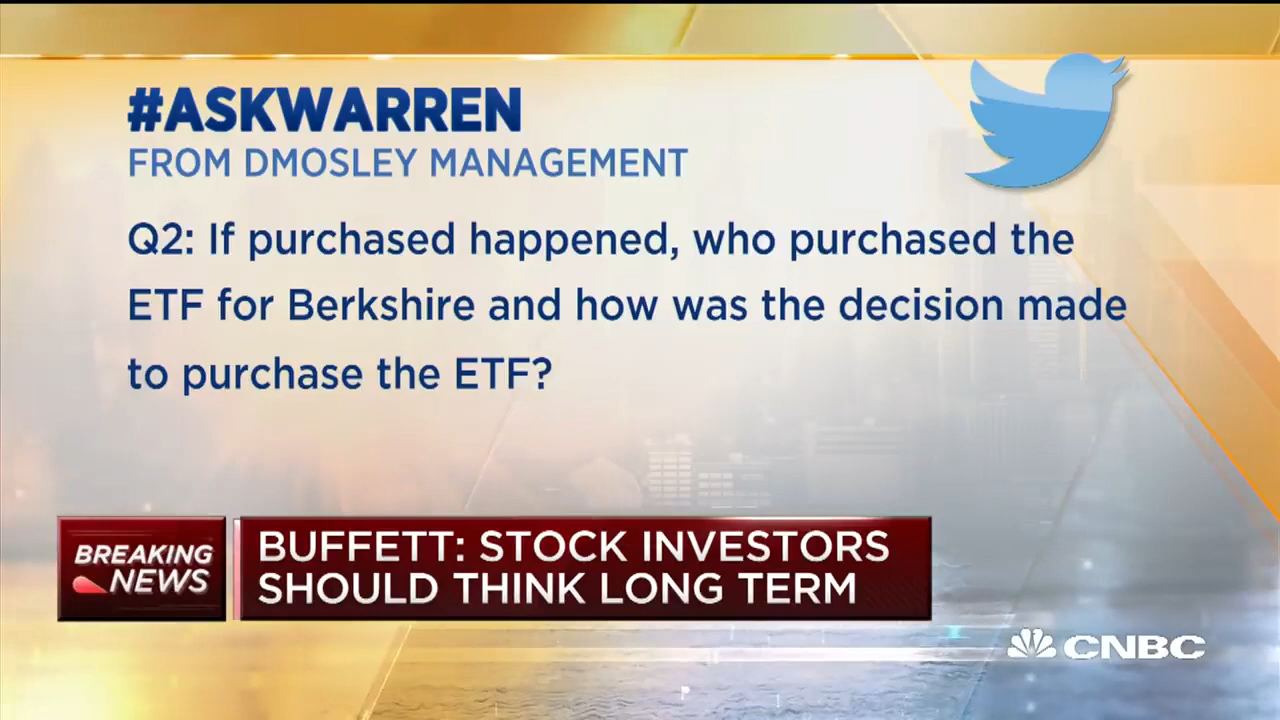 #ASKWARREN
FROM DMOSLEY MANAGEMENT
Q2: If purchased happened, who purchased the
ETF for Berkshire and how was the decision made
to purchase the ETF?
BREAKING
NEWS
BUFFETT: STOCK INVESTORS
SHOULD THINK LONG TERM
CNBC